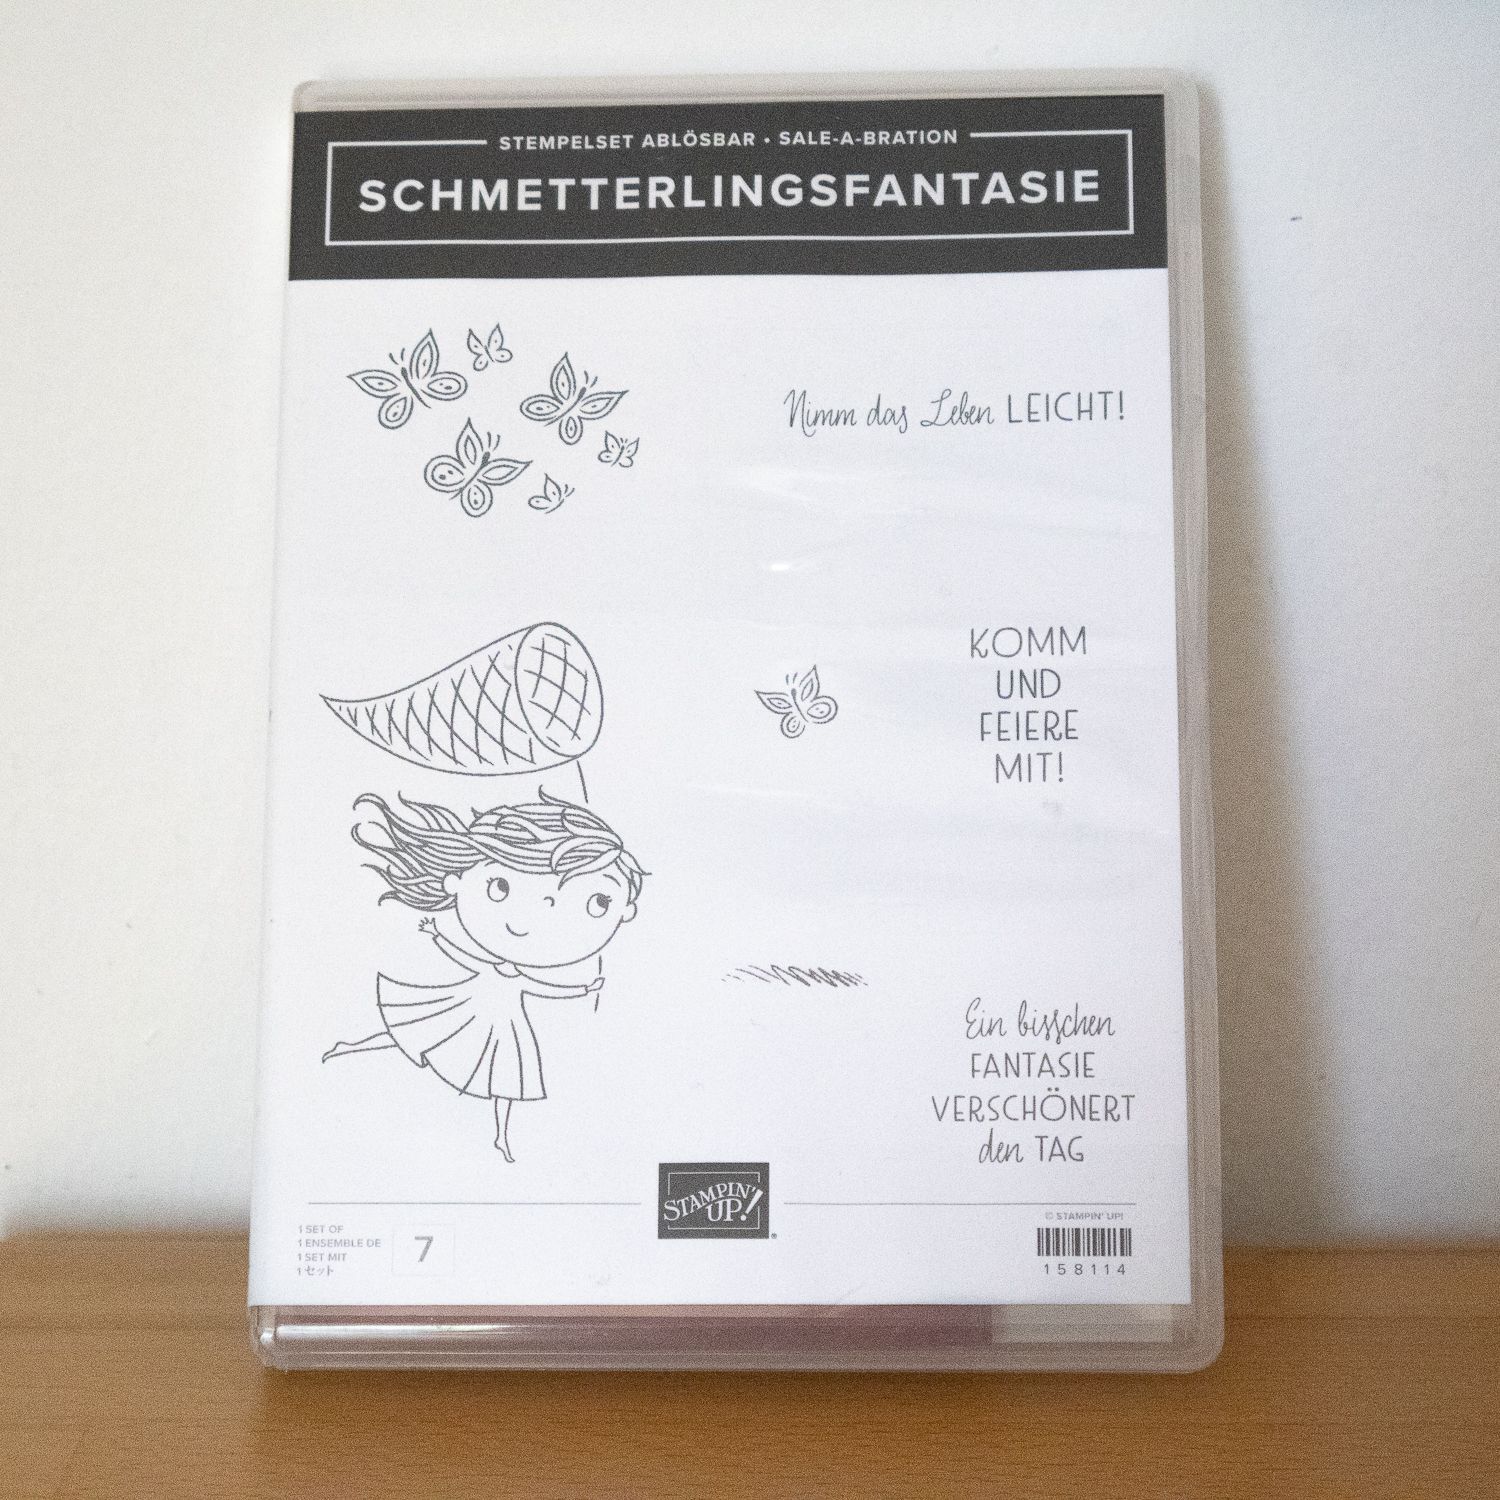 STEMPELSET ABLÖSBAR • SALE-A-BRATION
SCHMETTERLINGSFANTASIE
Nimm das Leben LEICHT!
KOMM
UND
FEIERE
MIT!
Ein bisschen
FANTASIE
VERSCHÖNERT
den TAG
STAMPIN'
UP!
1 SET OF
1 ENSEMBLE DE
1 SET MIT
1 セット
7
© STAMPIN' UP!
158114